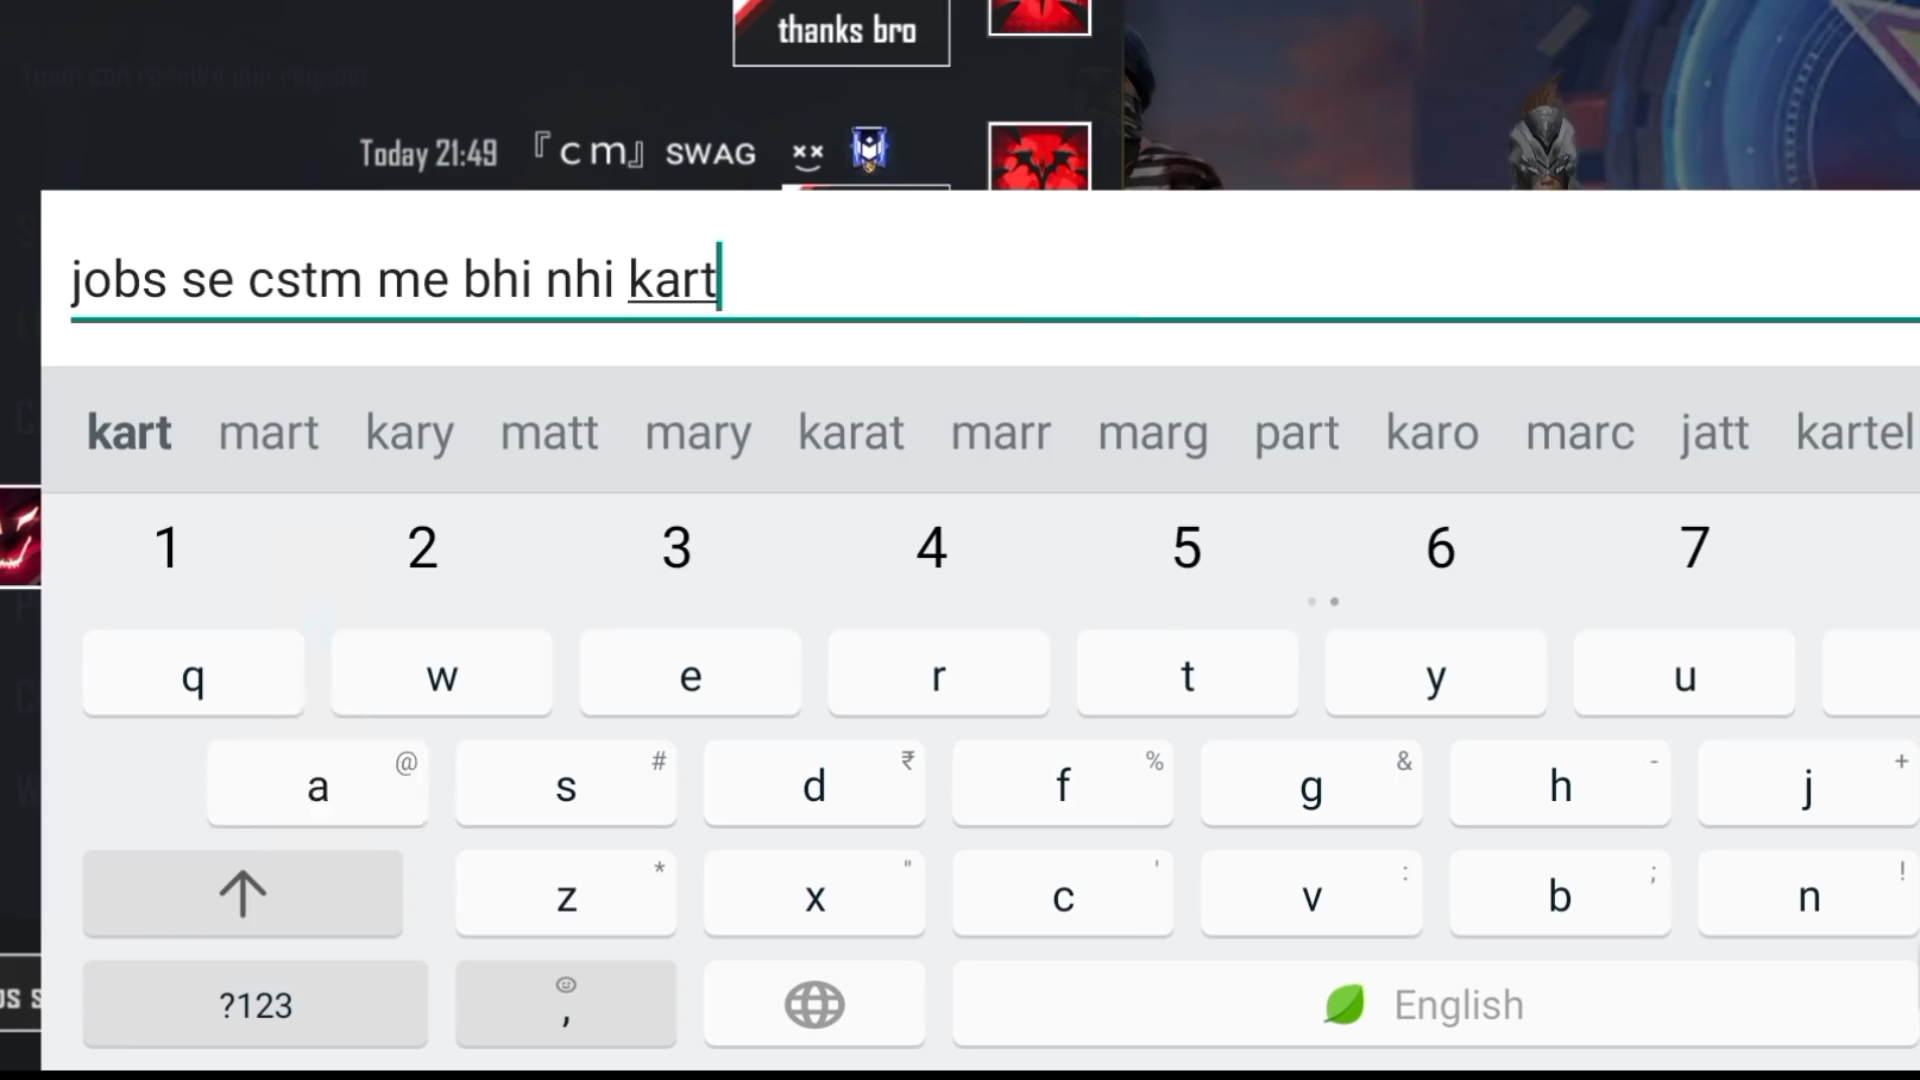 thanks bro
Today 21:49 『ｃｍ』 SWAG
jobs se cstm me bhi nhi kart
kart mart kary matt mary karat marr marg part karo marc jatt kartel
1 2 3 4 5 6 7
q w e r t y u
a @ s # d ₹ f % g & h - j +
z * x " c ' v : b ; n !
?123 , English